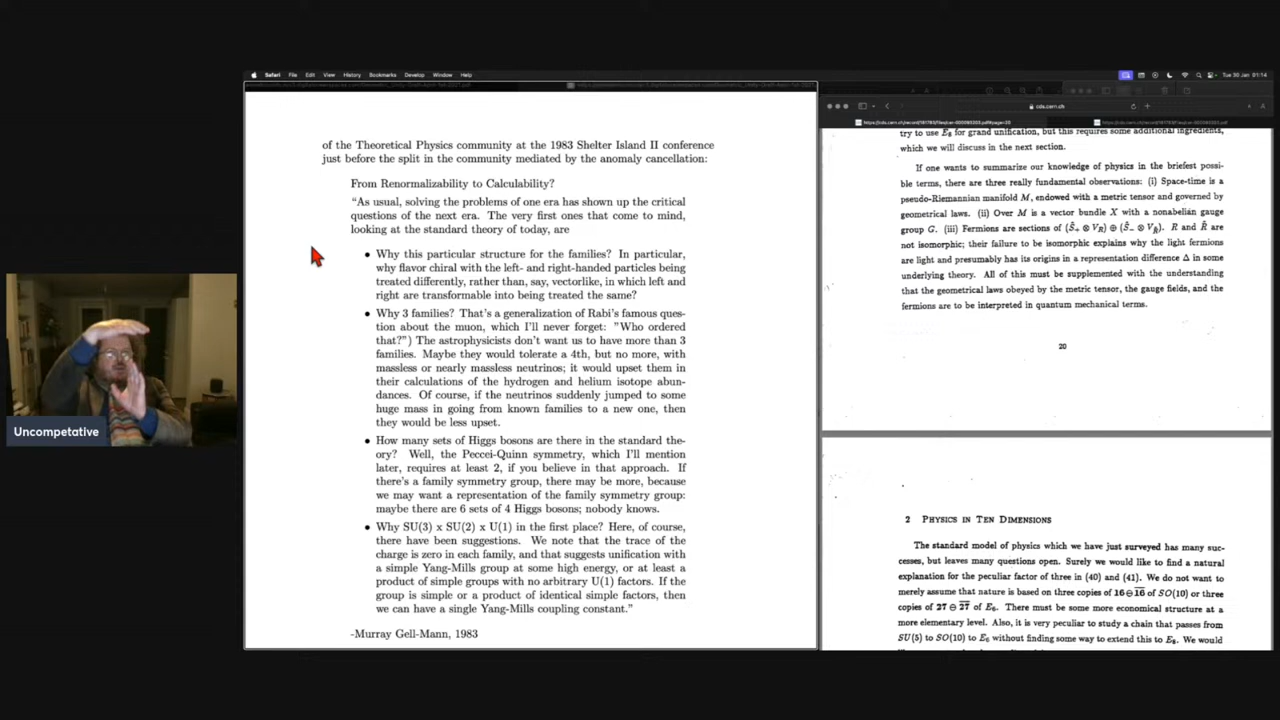 Safari File Edit View History Bookmarks Develop Window Help
Tue 30 Jan 01:14
of the Theoretical Physics community at the 1983 Shelter Island II conference
just before the split in the community mediated by the anomaly cancellation:
From Renormalizability to Calculability?
“As usual, solving the problems of one era has shown up the critical
questions of the next era. The very first ones that come to mind,
looking at the standard theory of today, are
• Why this particular structure for the families? In particular,
why flavor chiral with the left- and right-handed particles being
treated differently, rather than, say, vectorlike, in which left and
right are transformable into being treated the same?
• Why 3 families? That's a generalization of Rabi's famous ques-
tion about the muon, which I'll never forget: "Who ordered
that?") The astrophysicists don't want us to have more than 3
families. Maybe they would tolerate a 4th, but no more, with
massless or nearly massless neutrinos; it would upset them in
their calculations of the hydrogen and helium isotope abun-
dances. Of course, if the neutrinos suddenly jumped to some
huge mass in going from known families to a new one, then
they would be less upset.
• How many sets of Higgs bosons are there in the standard the-
ory? Well, the Peccei-Quinn symmetry, which I'll mention
later, requires at least 2, if you believe in that approach. If
there's a family symmetry group, there may be more, because
we may want a representation of the family symmetry group:
maybe there are 6 sets of 4 Higgs bosons; nobody knows.
• Why SU(3) x SU(2) x U(1) in the first place? Here, of course,
there have been suggestions. We note that the trace of the
charge is zero in each family, and that suggests unification with
a simple Yang-Mills group at some high energy, or at least a
product of simple groups with no arbitrary U(1) factors. If the
group is simple or a product of identical simple factors, then
we can have a single Yang-Mills coupling constant.”
-Murray Gell-Mann, 1983
Uncompetative
cds.cern.ch
try to use E₆ for grand unification, but this requires some additional ingredients,
which we will discuss in the next section.
If one wants to summarize our knowledge of physics in the briefest possi-
ble terms, there are three really fundamental observations: (i) Space-time is a
pseudo-Riemannian manifold M, endowed with a metric tensor and governed by
geometrical laws. (ii) Over M is a vector bundle X with a nonabelian gauge
group G. (iii) Fermions are sections of (Ŝ₊ ⊗ V_R) ⊕ (Ŝ₋ ⊗ V_R̃). R and R̃ are
not isomorphic; their failure to be isomorphic explains why the light fermions
are light and presumably has its origins in a representation difference Δ in some
underlying theory. All of this must be supplemented with the understanding
that the geometrical laws obeyed by the metric tensor, the gauge fields, and the
fermions are to be interpreted in quantum mechanical terms.
20
2 PHYSICS IN TEN DIMENSIONS
The standard model of physics which we have just surveyed has many suc-
cesses, but leaves many questions open. Surely we would like to find a natural
explanation for the peculiar factor of three in (40) and (41). We do not want to
merely assume that nature is based on three copies of 16⊖1̅6̅ of SO(10) or three
copies of 27 ⊖ 2̅7̅ of E₆. There must be some more economical structure at a
more elementary level. Also, it is very peculiar to study a chain that passes from
SU(5) to SO(10) to E₆ without finding some way to extend this to E₈. We would